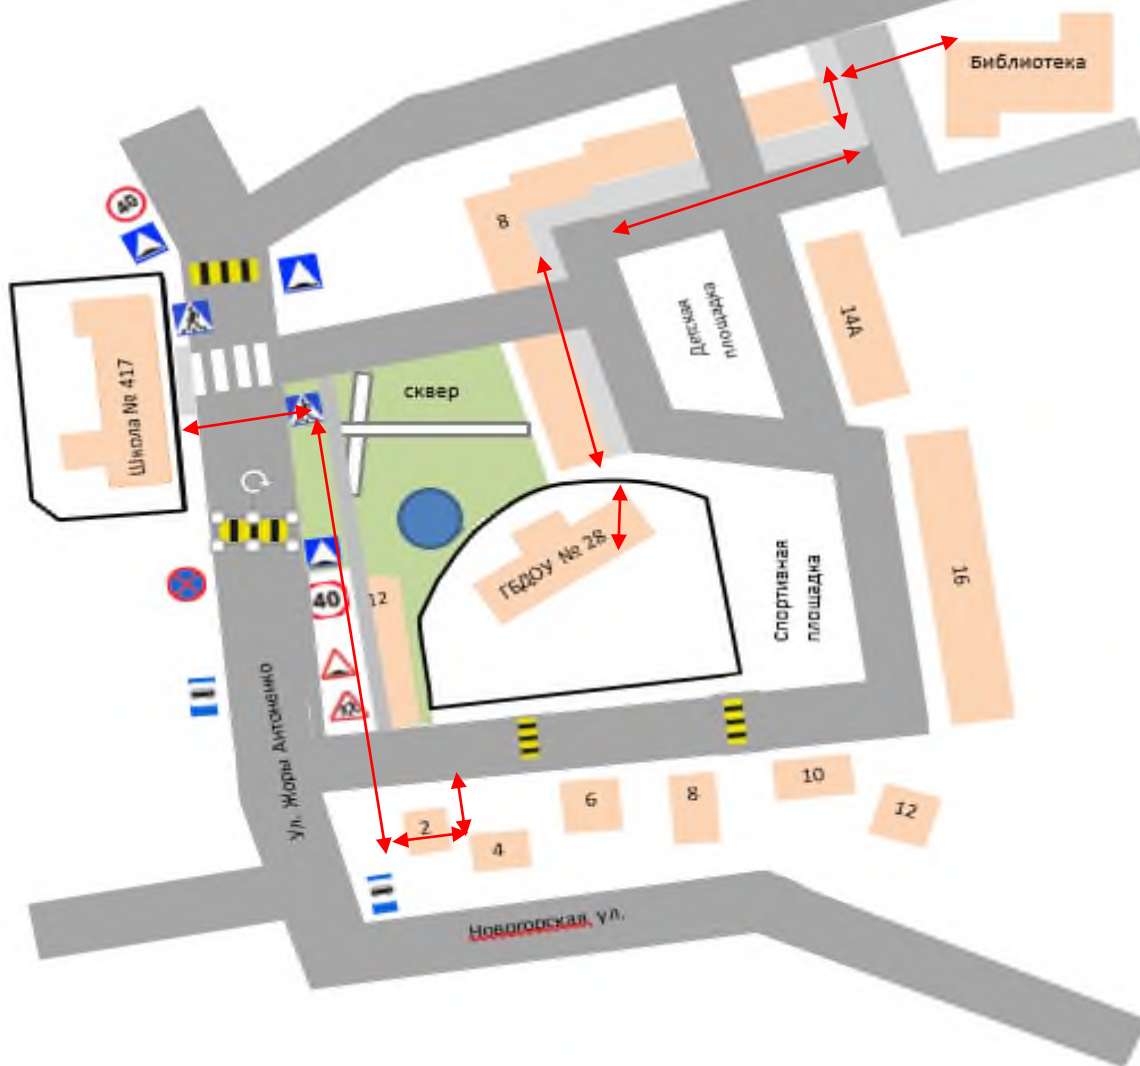 Библиотека
40
8
14А
Детская
площадка
сквер
Школа № 417
ГБДОУ № 28
12
40
16
Спортивная
площадка
Ул. Жоры Антоненко
10
6
8
12
2
4
Новогорская ул.